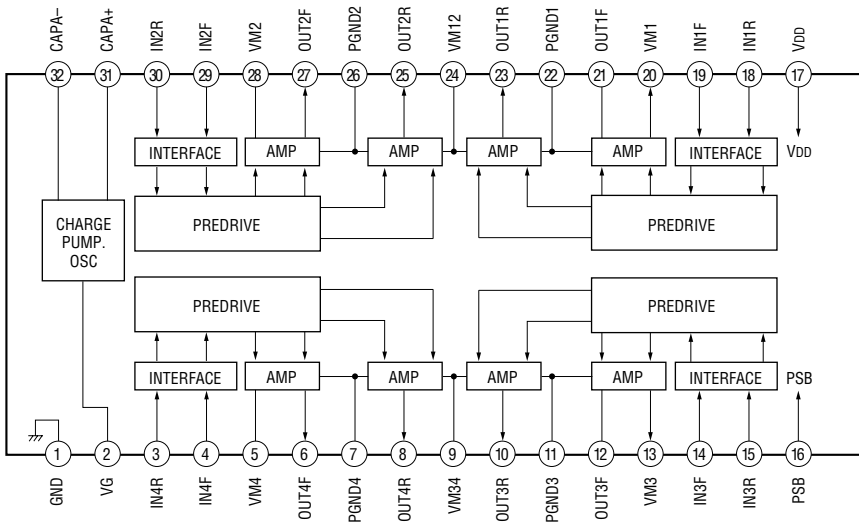 CAPA–
CAPA+
IN2R
IN2F
VM2
OUT2F
PGND2
OUT2R
VM12
OUT1R
PGND1
OUT1F
VM1
IN1F
IN1R
VDD
32
31
30
29
28
27
26
25
24
23
22
21
20
19
18
17
INTERFACE
AMP
AMP
AMP
AMP
INTERFACE
VDD
PREDRIVE
PREDRIVE
CHARGE
PUMP.
OSC
PREDRIVE
PREDRIVE
INTERFACE
AMP
AMP
AMP
AMP
INTERFACE
PSB
1
2
3
4
5
6
7
8
9
10
11
12
13
14
15
16
GND
VG
IN4R
IN4F
VM4
OUT4F
PGND4
OUT4R
VM34
OUT3R
PGND3
OUT3F
VM3
IN3F
IN3R
PSB